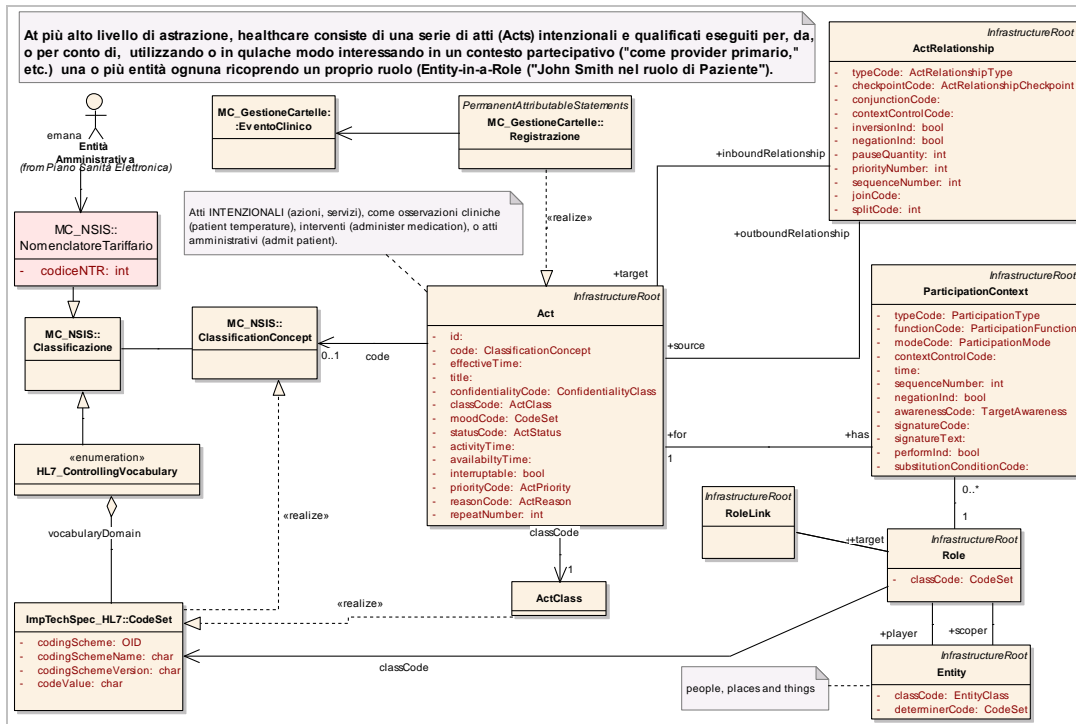 At più alto livello di astrazione, healthcare consiste di una serie di atti (Acts) intenzionali e qualificati eseguiti per, da,
o per conto di, utilizzando o in qulache modo interessando in un contesto partecipativo ("come provider primario,"
etc.) una o più entità ognuna ricoprendo un proprio ruolo (Entity-in-a-Role ("John Smith nel ruolo di Paziente").
InfrastructureRoot
ActRelationship
- typeCode: ActRelationshipType
- checkpointCode: ActRelationshipCheckpoint
- conjunctionCode:
- contextControlCode:
- inversionInd: bool
- negationInd: bool
- pauseQuantity: int
- priorityNumber: int
- sequenceNumber: int
- joinCode:
- splitCode: int
emana
Entità
Amministrativa
(from Piano Sanità Elettronica)
MC_GestioneCartelle:
:EventoClinico
PermanentAttributableStatements
MC_GestioneCartelle::
Registrazione
+inboundRelationship
+outboundRelationship
«realize»
Atti INTENZIONALI (azioni, servizi), come osservazioni cliniche
(patient temperature), interventi (administer medication), o atti
amministrativi (admit patient).
MC_NSIS::
NomenclatoreTariffario
- codiceNTR: int
MC_NSIS::
Classificazione
MC_NSIS::
ClassificationConcept
0..1
code
+target
+source
InfrastructureRoot
Act
- id:
- code: ClassificationConcept
- effectiveTime:
- title:
- confidentialityCode: ConfidentialityClass
- classCode: ActClass
- moodCode: CodeSet
- statusCode: ActStatus
- activityTime:
- availabiltyTime:
- interruptable: bool
- priorityCode: ActPriority
- reasonCode: ActReason
- repeatNumber: int
InfrastructureRoot
ParticipationContext
- typeCode: ParticipationType
- functionCode: ParticipationFunction
- modeCode: ParticipationMode
- contextControlCode:
- time:
- sequenceNumber: int
- negationInd: bool
- awarenessCode: TargetAwareness
- signatureCode:
- signatureText:
- performInd: bool
- substitutionConditionCode:
+for
1
+has
0..*
1
«enumeration»
HL7_ControllingVocabulary
vocabularyDomain
«realize»
classCode
1
ActClass
«realize»
InfrastructureRoot
RoleLink
++target
InfrastructureRoot
Role
- classCode: CodeSet
ImpTechSpec_HL7::CodeSet
- codingScheme: OID
- codingSchemeName: char
- codingSchemeVersion: char
- codeValue: char
classCode
+player
+scoper
people, places and things
InfrastructureRoot
Entity
- classCode: EntityClass
- determinerCode: CodeSet